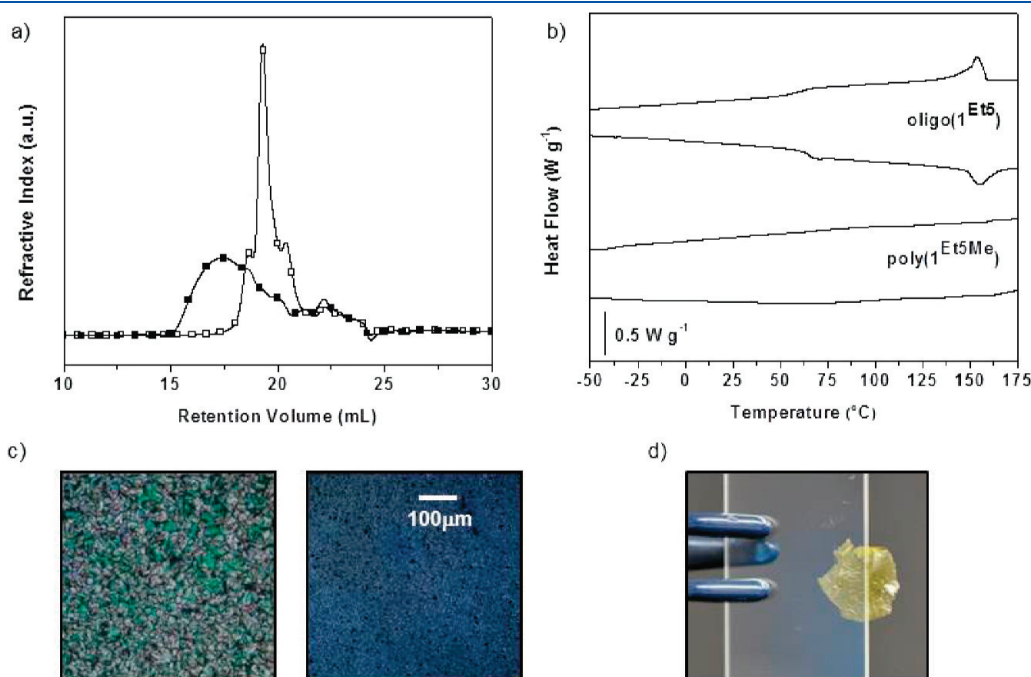 a)
Refractive Index (a.u.)
10 15 20 25 30
Retention Volume (mL)
b)
Heat Flow (W g⁻¹)
oligo(1ᴱᵗ⁵)
poly(1ᴱᵗ⁵ᴹᵉ)
0.5 W g⁻¹
-50 -25 0 25 50 75 100 125 150 175
Temperature (°C)
c)
100µm
d)